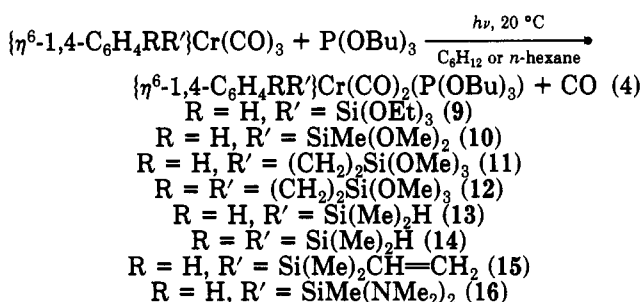 {η⁶-1,4-C₆H₄RR′}Cr(CO)₃ + P(OBu)₃ hν, 20 °C
C₆H₁₂ or n-hexane
{η⁶-1,4-C₆H₄RR′}Cr(CO)₂(P(OBu)₃) + CO (4)
R = H, R′ = Si(OEt)₃ (9)
R = H, R′ = SiMe(OMe)₂ (10)
R = H, R′ = (CH₂)₂Si(OMe)₃ (11)
R = R′ = (CH₂)₂Si(OMe)₃ (12)
R = H, R′ = Si(Me)₂H (13)
R = R′ = Si(Me)₂H (14)
R = H, R′ = Si(Me)₂CH=CH₂ (15)
R = H, R′ = SiMe(NMe₂)₂ (16)